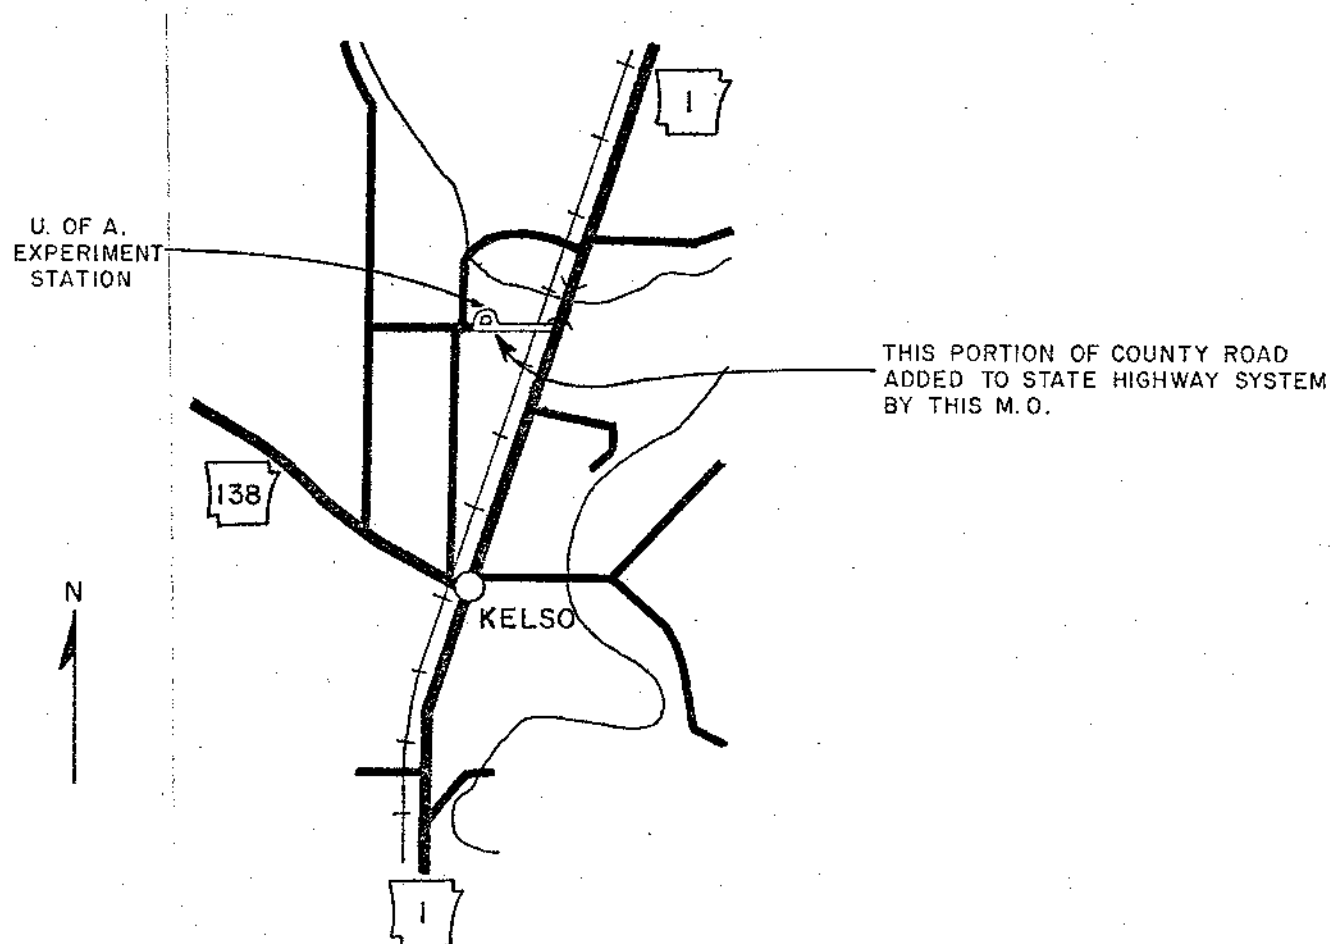 1
U. OF A.
EXPERIMENT
STATION
THIS PORTION OF COUNTY ROAD
ADDED TO STATE HIGHWAY SYSTEM
BY THIS M.O.
138
N
KELSO
1